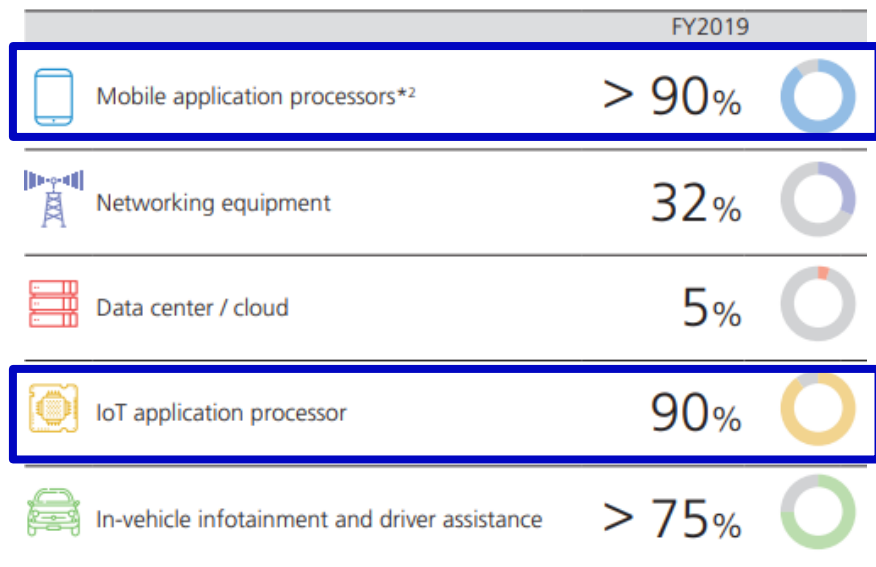 FY2019
Mobile application processors*2 > 90%
Networking equipment 32%
Data center / cloud 5%
IoT application processor 90%
In-vehicle infotainment and driver assistance > 75%